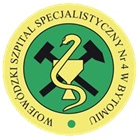 WOJEWÓDZKI SZPITAL SPECJALISTYCZNY Nr 4 W BYTOMIU